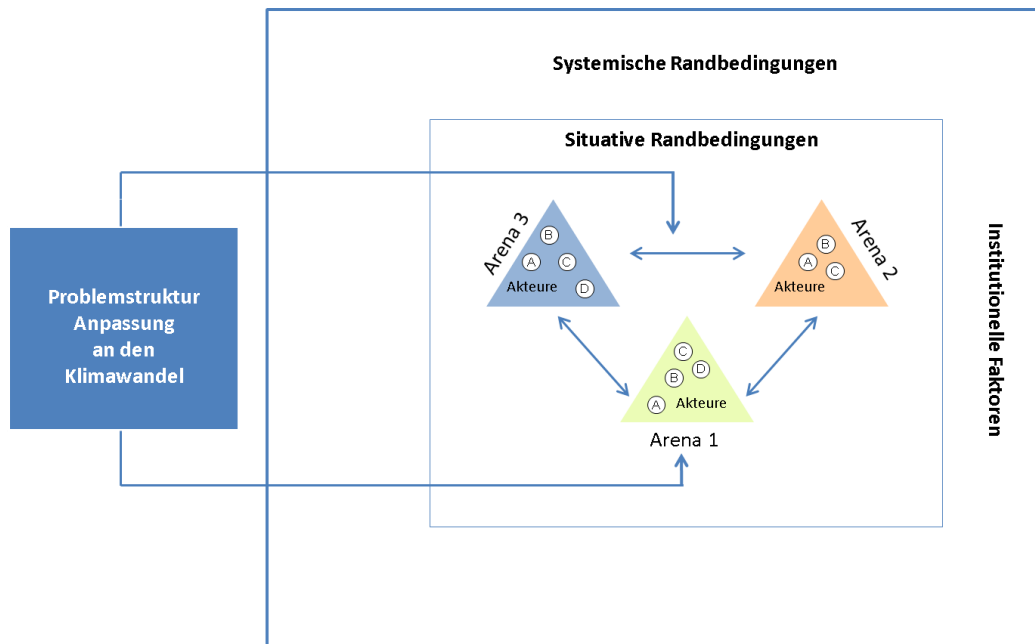 Systemische Randbedingungen
Situative Randbedingungen
Problemstruktur
Anpassung
an den
Klimawandel
Arena 3
B
A
C
D
Akteure
Arena 2
B
A
C
Akteure
C
D
B
A
Akteure
Arena 1
Institutionelle Faktoren